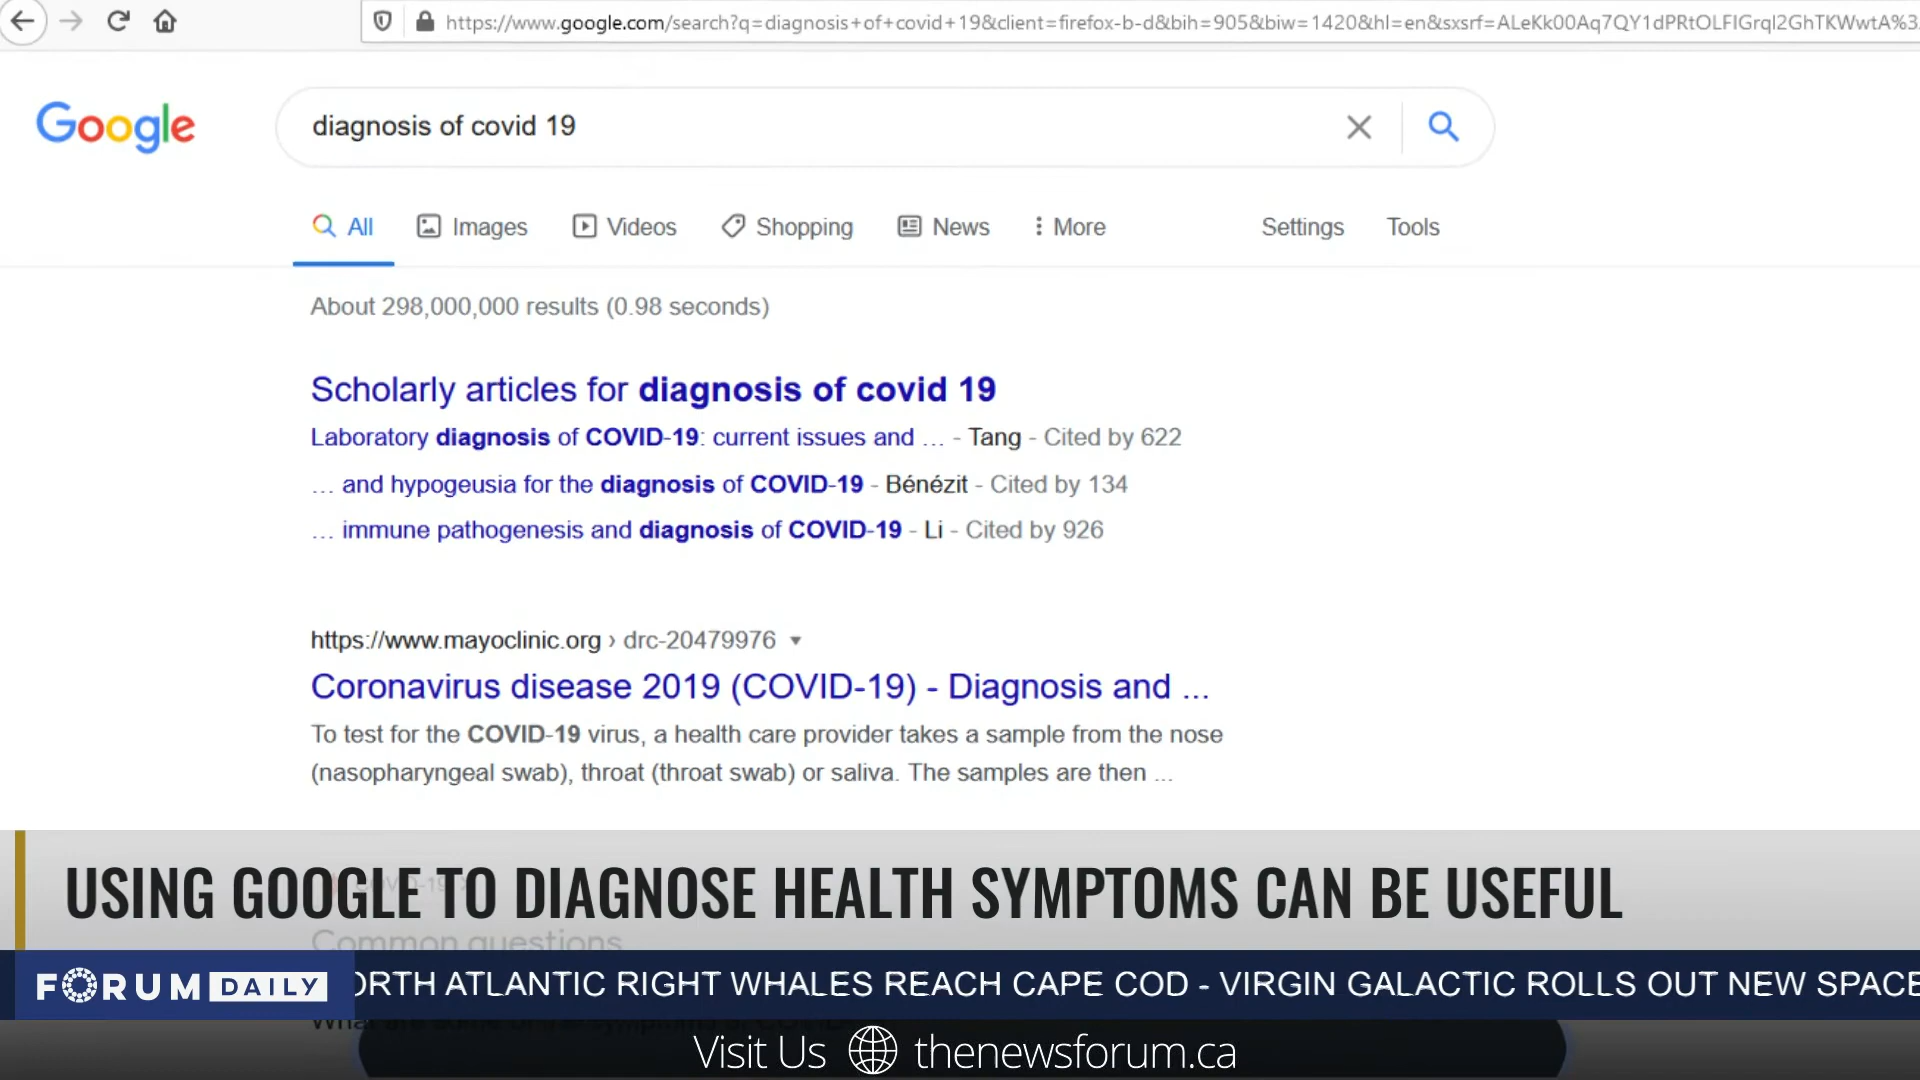 https://www.google.com/search?q=diagnosis+of+covid+19&client=firefox-b-d&bih=905&biw=1420&hl=en&sxsrf=ALeKk00Aq7QY1dPRtOLFIGrql2GhTKWwtA%3
Google
diagnosis of covid 19
All Images Videos Shopping News More Settings Tools
About 298,000,000 results (0.98 seconds)
Scholarly articles for diagnosis of covid 19
Laboratory diagnosis of COVID-19: current issues and … - Tang - Cited by 622
… and hypogeusia for the diagnosis of COVID-19 - Bénézit - Cited by 134
… immune pathogenesis and diagnosis of COVID-19 - Li - Cited by 926
https://www.mayoclinic.org › drc-20479976
Coronavirus disease 2019 (COVID-19) - Diagnosis and ...
To test for the COVID-19 virus, a health care provider takes a sample from the nose
(nasopharyngeal swab), throat (throat swab) or saliva. The samples are then ...
USING GOOGLE TO DIAGNOSE HEALTH SYMPTOMS CAN BE USEFUL
Common questions
FORUM DAILY
ORTH ATLANTIC RIGHT WHALES REACH CAPE COD - VIRGIN GALACTIC ROLLS OUT NEW SPACE
Visit Us thenewsforum.ca